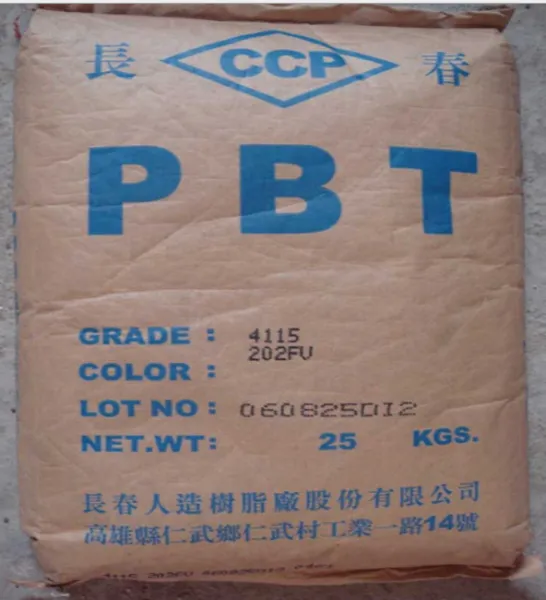 長 CCP 春
PBT
GRADE : 4115
202FU
COLOR :
LOT NO : 060825D12
NET.WT: 25 KGS.
長春人造樹脂廠股份有限公司
高雄縣仁武鄉仁武村工業一路14號
4115 202FU